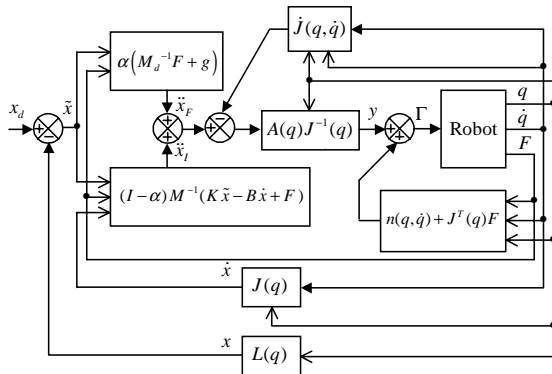 J̇(q, q̇)
α(M_d⁻¹F + g)
x_d
x̃
ẍ_F
ẍ_I
A(q)J⁻¹(q)
y
Γ
Robot
q
q̇
F
(I − α)M⁻¹(Kx̃ − Bẋ + F)
n(q, q̇) + Jᵀ(q)F
ẋ
J(q)
x
L(q)